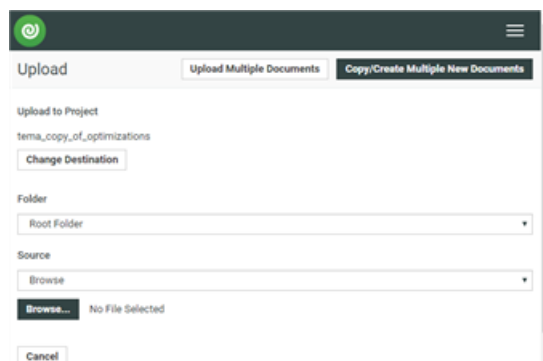 Upload
Upload Multiple Documents
Copy/Create Multiple New Documents
Upload to Project
tema_copy_of_optimizations
Change Destination
Folder
Root Folder
Source
Browse
Browse... No File Selected
Cancel